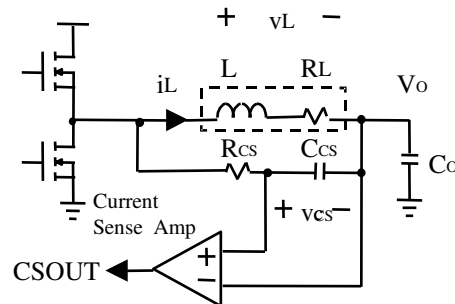 + vL −
iL L RL VO
RCS CCS CO
Current + vcs −
Sense Amp
+
CSOUT −